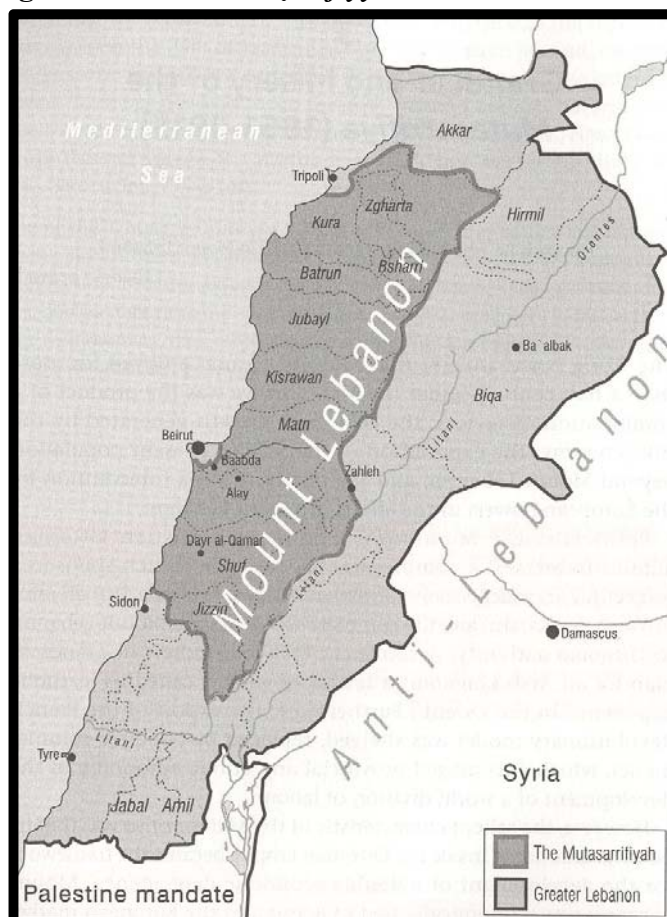 Mediterranean
Sea
Akkar
Tripoli
Zgharta
Kura
Hirmil
Orontes
Batrun
Bsharri
Jubayl
Ba`albak
Kisrawan
Biqa
Matn
Litani
Beirut
Baabda
Zahleh
Alay
Mount Lebanon
Dayr al-Qamar
Shuf
Anti-Lebanon
Litani
Sidon
Jizzin
Damascus
Litani
Tyre
Syria
Jabal `Amil
The Mutasarrifiyah
Palestine mandate
Greater Lebanon